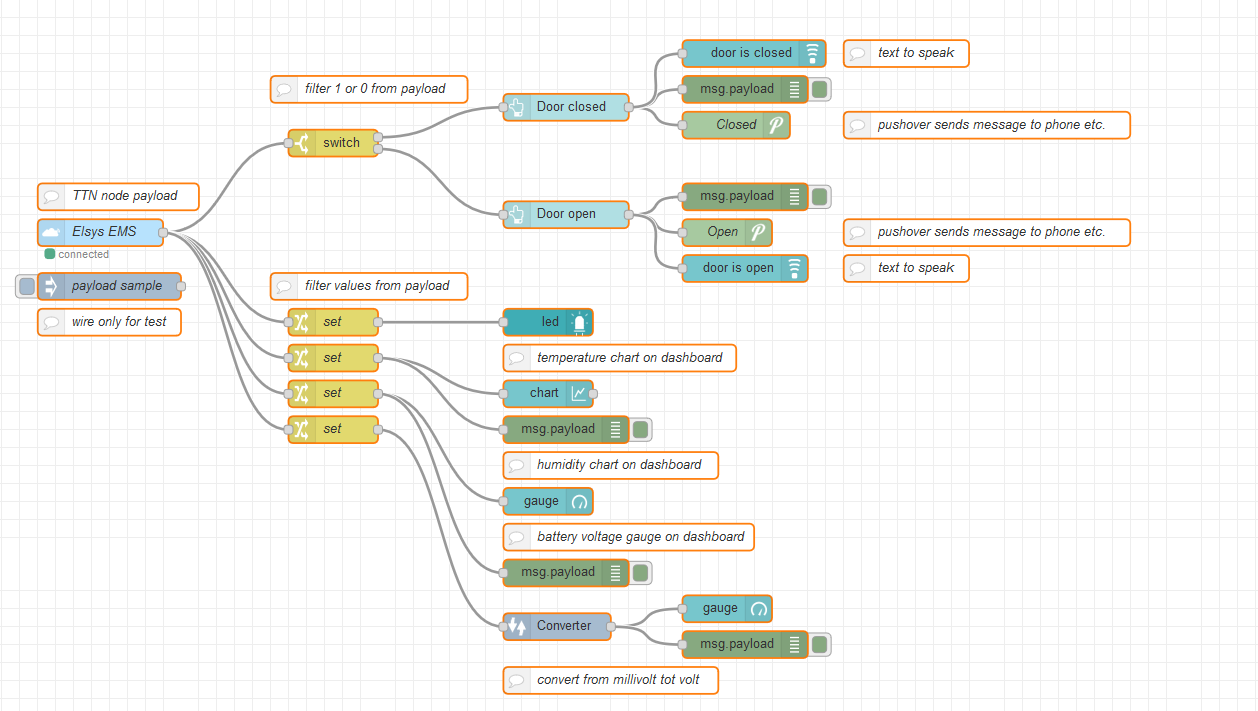 door is closed
text to speak
filter 1 or 0 from payload
msg.payload
Door closed
Closed
pushover sends message to phone etc.
switch
TTN node payload
msg.payload
Door open
Elsys EMS
Open
pushover sends message to phone etc.
connected
door is open
text to speak
payload sample
filter values from payload
wire only for test
set
led
set
temperature chart on dashboard
set
chart
set
msg.payload
humidity chart on dashboard
gauge
battery voltage gauge on dashboard
msg.payload
gauge
Converter
msg.payload
convert from millivolt tot volt